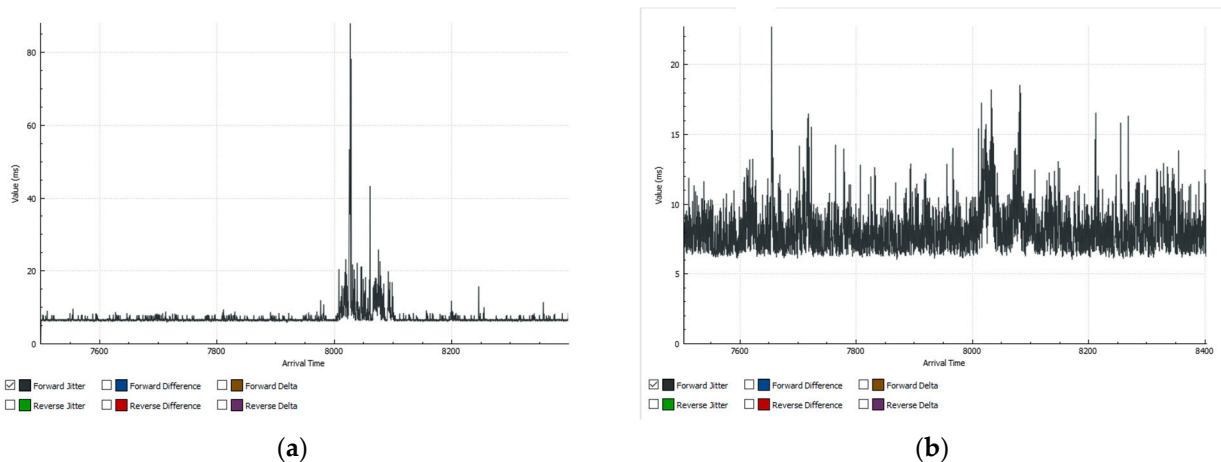 80
60
40
20
0
Value (ms)
7600 7800 8000 8200
Arrival Time
Forward Jitter Forward Difference Forward Delta
Reverse Jitter Reverse Difference Reverse Delta
(a)
20
15
10
5
0
Value (ms)
7600 7800 8000 8200 8400
Arrival Time
Forward Jitter Forward Difference Forward Delta
Reverse Jitter Reverse Difference Reverse Delta
(b)